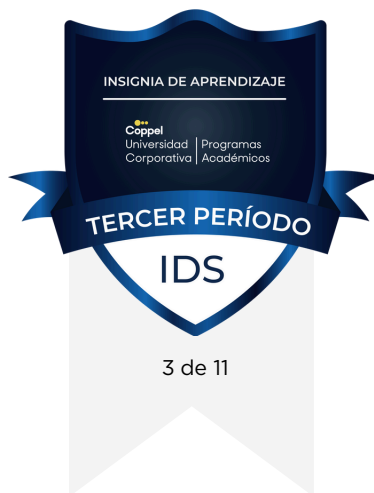 INSIGNIA DE APRENDIZAJE
Coppel
Universidad | Programas
Corporativa | Académicos
TERCER PERÍODO
IDS
3 de 11